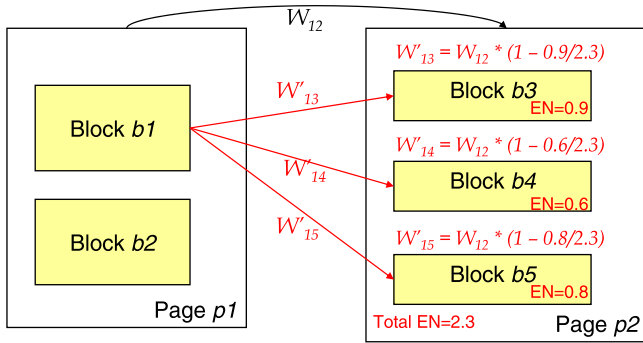 W12
W'13 = W12 * (1 – 0.9/2.3)
Block b3
EN=0.9
W'13
Block b1
W'14 = W12 * (1 – 0.6/2.3)
W'14
Block b4
EN=0.6
W'15
Block b2
W'15 = W12 * (1 – 0.8/2.3)
Block b5
EN=0.8
Page p1
Total EN=2.3
Page p2